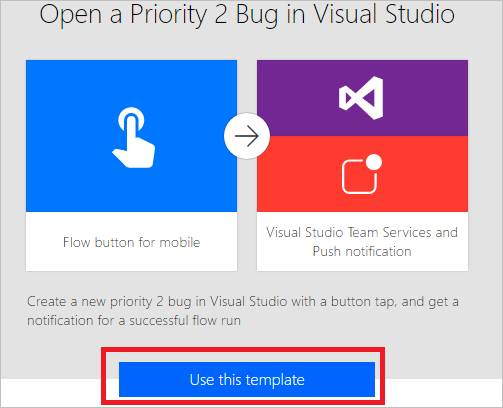 Open a Priority 2 Bug in Visual Studio
Flow button for mobile
Visual Studio Team Services and
Push notification
Create a new priority 2 bug in Visual Studio with a button tap, and get a
notification for a successful flow run
Use this template